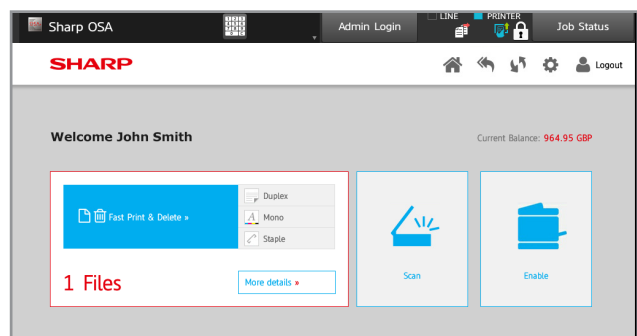 Sharp OSA
Admin Login
LINE
PRINTER
Job Status
SHARP
Logout
Welcome John Smith
Current Balance: 964.95 GBP
Fast Print & Delete »
Duplex
Mono
Staple
1 Files
More details »
Scan
Enable